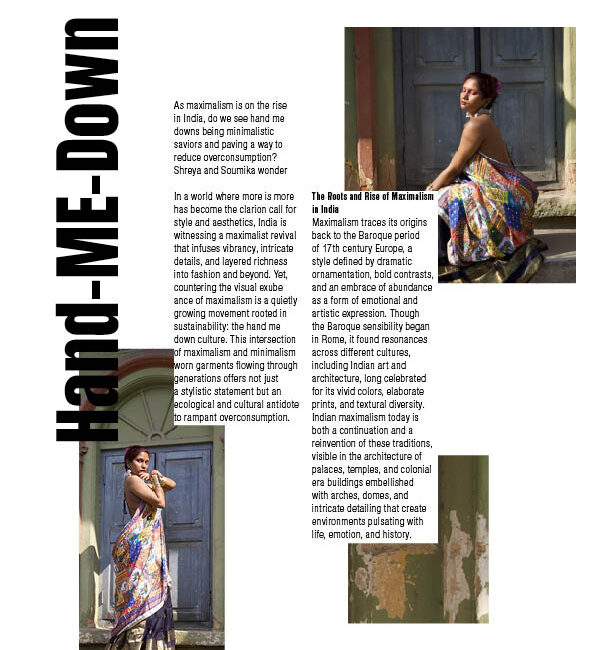 Hand-ME-Down
As maximalism is on the rise
in India, do we see hand me
downs being minimalistic
saviors and paving a way to
reduce overconsumption?
Shreya and Soumika wonder
In a world where more is more
has become the clarion call for
style and aesthetics, India is
witnessing a maximalist revival
that infuses vibrancy, intricate
details, and layered richness
into fashion and beyond. Yet,
countering the visual exube
ance of maximalism is a quietly
growing movement rooted in
sustainability: the hand me
down culture. This intersection
of maximalism and minimalism
worn garments flowing through
generations offers not just
a stylistic statement but an
ecological and cultural antidote
to rampant overconsumption.
The Roots and Rise of Maximalism
in India
Maximalism traces its origins
back to the Baroque period
of 17th century Europe, a
style defined by dramatic
ornamentation, bold contrasts,
and an embrace of abundance
as a form of emotional and
artistic expression. Though
the Baroque sensibility began
in Rome, it found resonances
across different cultures,
including Indian art and
architecture, long celebrated
for its vivid colors, elaborate
prints, and textural diversity.
Indian maximalism today is
both a continuation and a
reinvention of these traditions,
visible in the architecture of
palaces, temples, and colonial
era buildings embellished
with arches, domes, and
intricate detailing that create
environments pulsating with
life, emotion, and history.